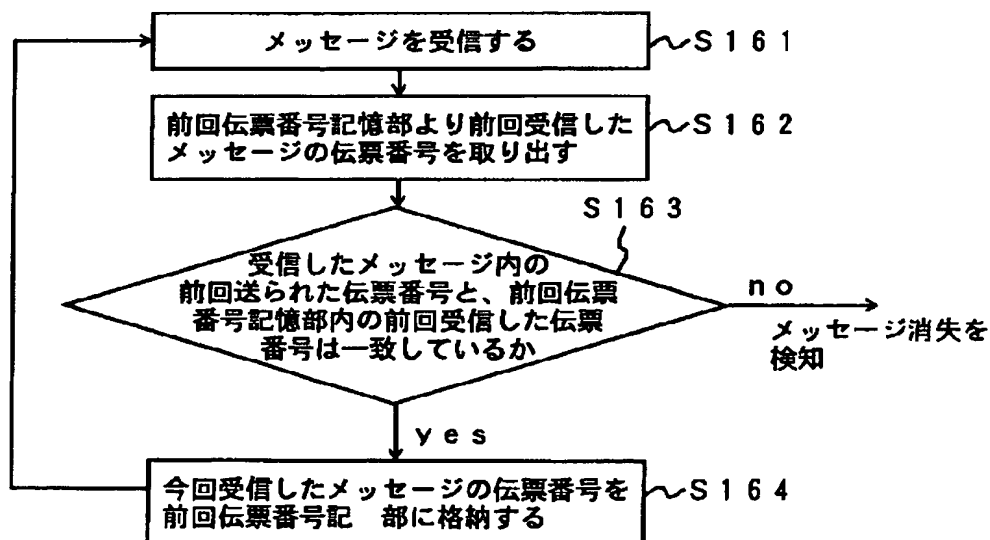 メッセージを受信する
S161
前回伝票番号記憶部より前回受信した
メッセージの伝票番号を取り出す
S162
S163
受信したメッセージ内の
前回送られた伝票番号と、前回伝票
番号記憶部内の前回受信した伝票
番号は一致しているか
no
メッセージ消失を
検知
yes
今回受信したメッセージの伝票番号を
前回伝票番号記　部に格納する
S164